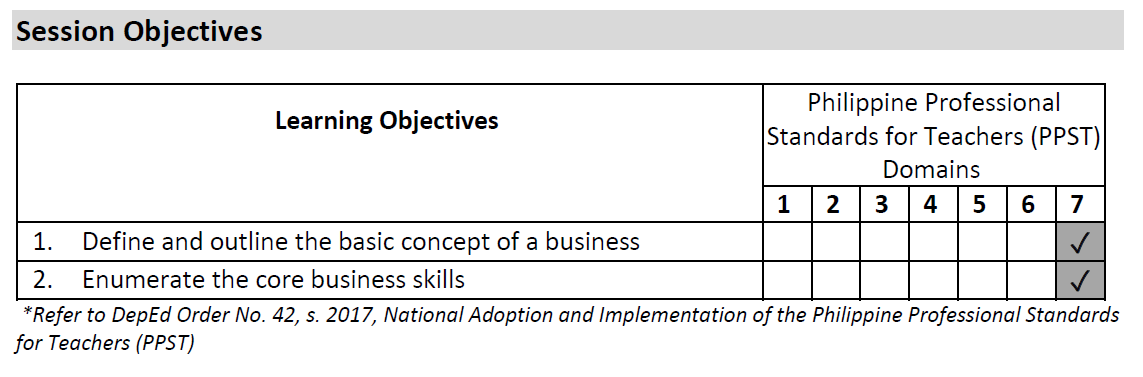 Session Objectives
Learning Objectives
Philippine Professional
Standards for Teachers (PPST)
Domains
1 2 3 4 5 6 7
1. Define and outline the basic concept of a business ✓
2. Enumerate the core business skills ✓
*Refer to DepEd Order No. 42, s. 2017, National Adoption and Implementation of the Philippine Professional Standards
for Teachers (PPST)